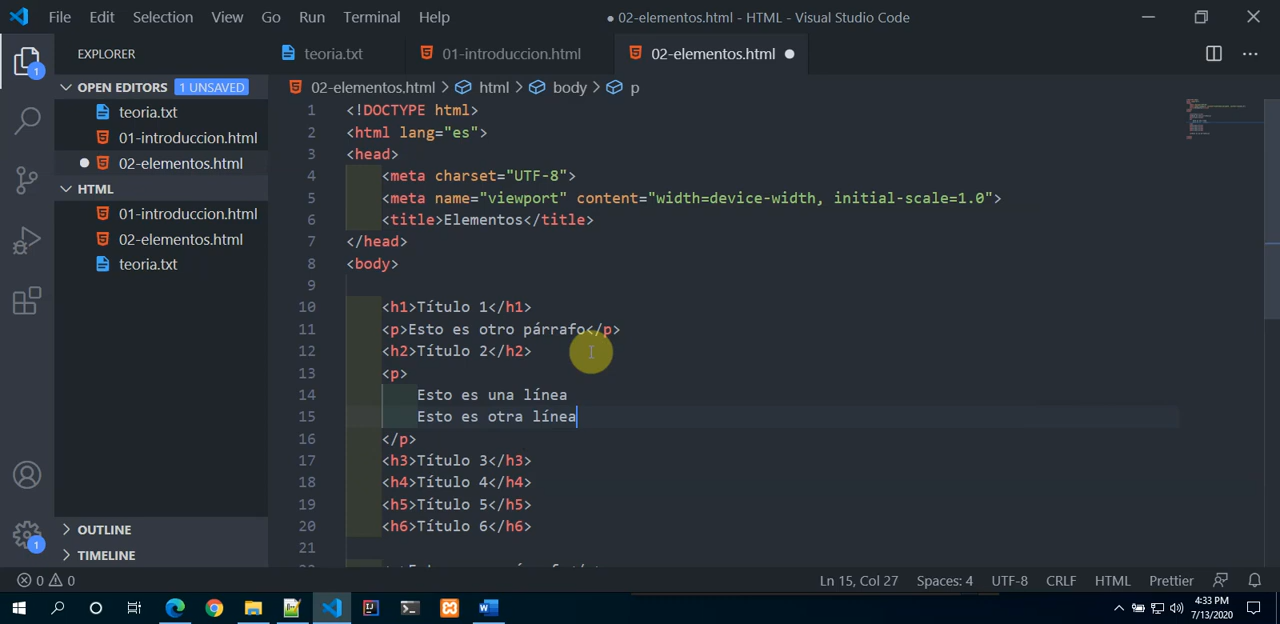 File Edit Selection View Go Run Terminal Help ● 02-elementos.html - HTML - Visual Studio Code
EXPLORER
teoria.txt 01-introduccion.html 02-elementos.html
OPEN EDITORS 1 UNSAVED
teoria.txt
01-introduccion.html
02-elementos.html
HTML
01-introduccion.html
02-elementos.html
teoria.txt
OUTLINE
TIMELINE
1
1
02-elementos.html > html > body > p
1 <!DOCTYPE html>
2 <html lang="es">
3 <head>
4 <meta charset="UTF-8">
5 <meta name="viewport" content="width=device-width, initial-scale=1.0">
6 <title>Elementos</title>
7 </head>
8 <body>
9
10 <h1>Título 1</h1>
11 <p>Esto es otro párrafo</p>
12 <h2>Título 2</h2>
13 <p>
14 Esto es una línea
15 Esto es otra línea
16 </p>
17 <h3>Título 3</h3>
18 <h4>Título 4</h4>
19 <h5>Título 5</h5>
20 <h6>Título 6</h6>
21
0 0 Ln 15, Col 27 Spaces: 4 UTF-8 CRLF HTML Prettier
4:33 PM
7/13/2020